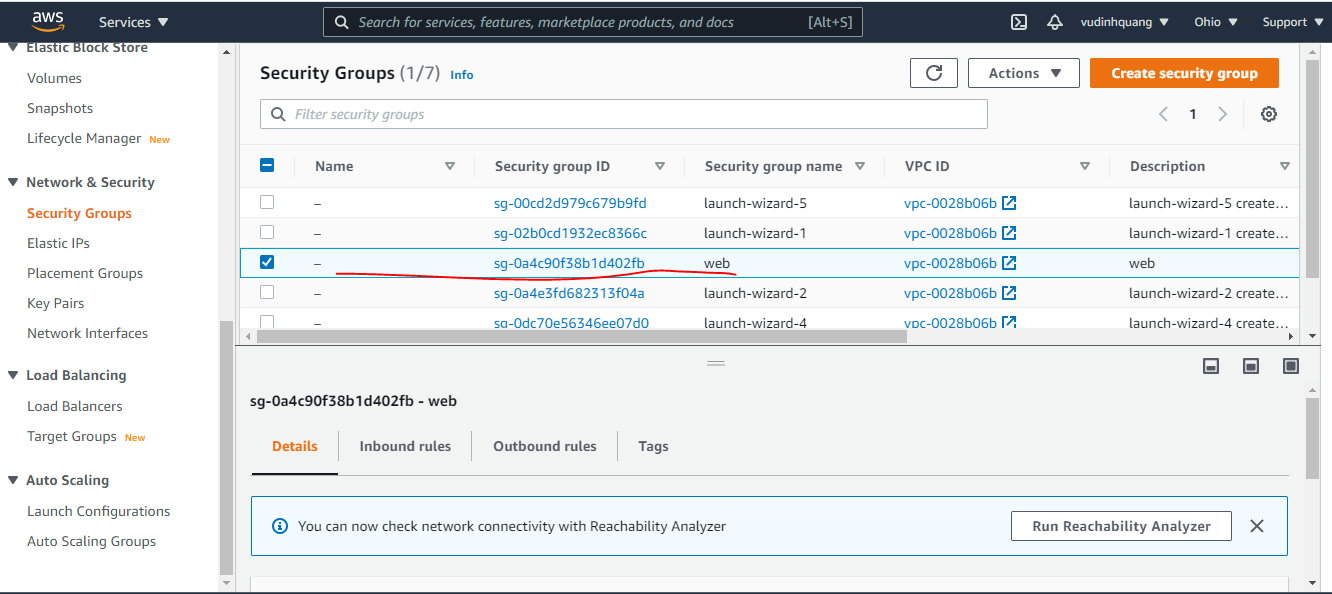 aws
Services
Search for services, features, marketplace products, and docs [Alt+S]
vudinhquang
Ohio
Support
Elastic Block Store
Volumes
Snapshots
Lifecycle Manager New
Network & Security
Security Groups
Elastic IPs
Placement Groups
Key Pairs
Network Interfaces
Load Balancing
Load Balancers
Target Groups New
Auto Scaling
Launch Configurations
Auto Scaling Groups
Security Groups (1/7) Info
Actions
Create security group
Filter security groups
1
Name Security group ID Security group name VPC ID Description
– sg-00cd2d979c679b9fd launch-wizard-5 vpc-0028b06b launch-wizard-5 create...
– sg-02b0cd1932ec8366c launch-wizard-1 vpc-0028b06b launch-wizard-1 create...
– sg-0a4c90f38b1d402fb web vpc-0028b06b web
– sg-0a4e3fd682313f04a launch-wizard-2 vpc-0028b06b launch-wizard-2 create...
– sg-0dc70e56346ee07d0 launch-wizard-4 vpc-0028b06b launch-wizard-4 create...
sg-0a4c90f38b1d402fb - web
Details Inbound rules Outbound rules Tags
You can now check network connectivity with Reachability Analyzer
Run Reachability Analyzer